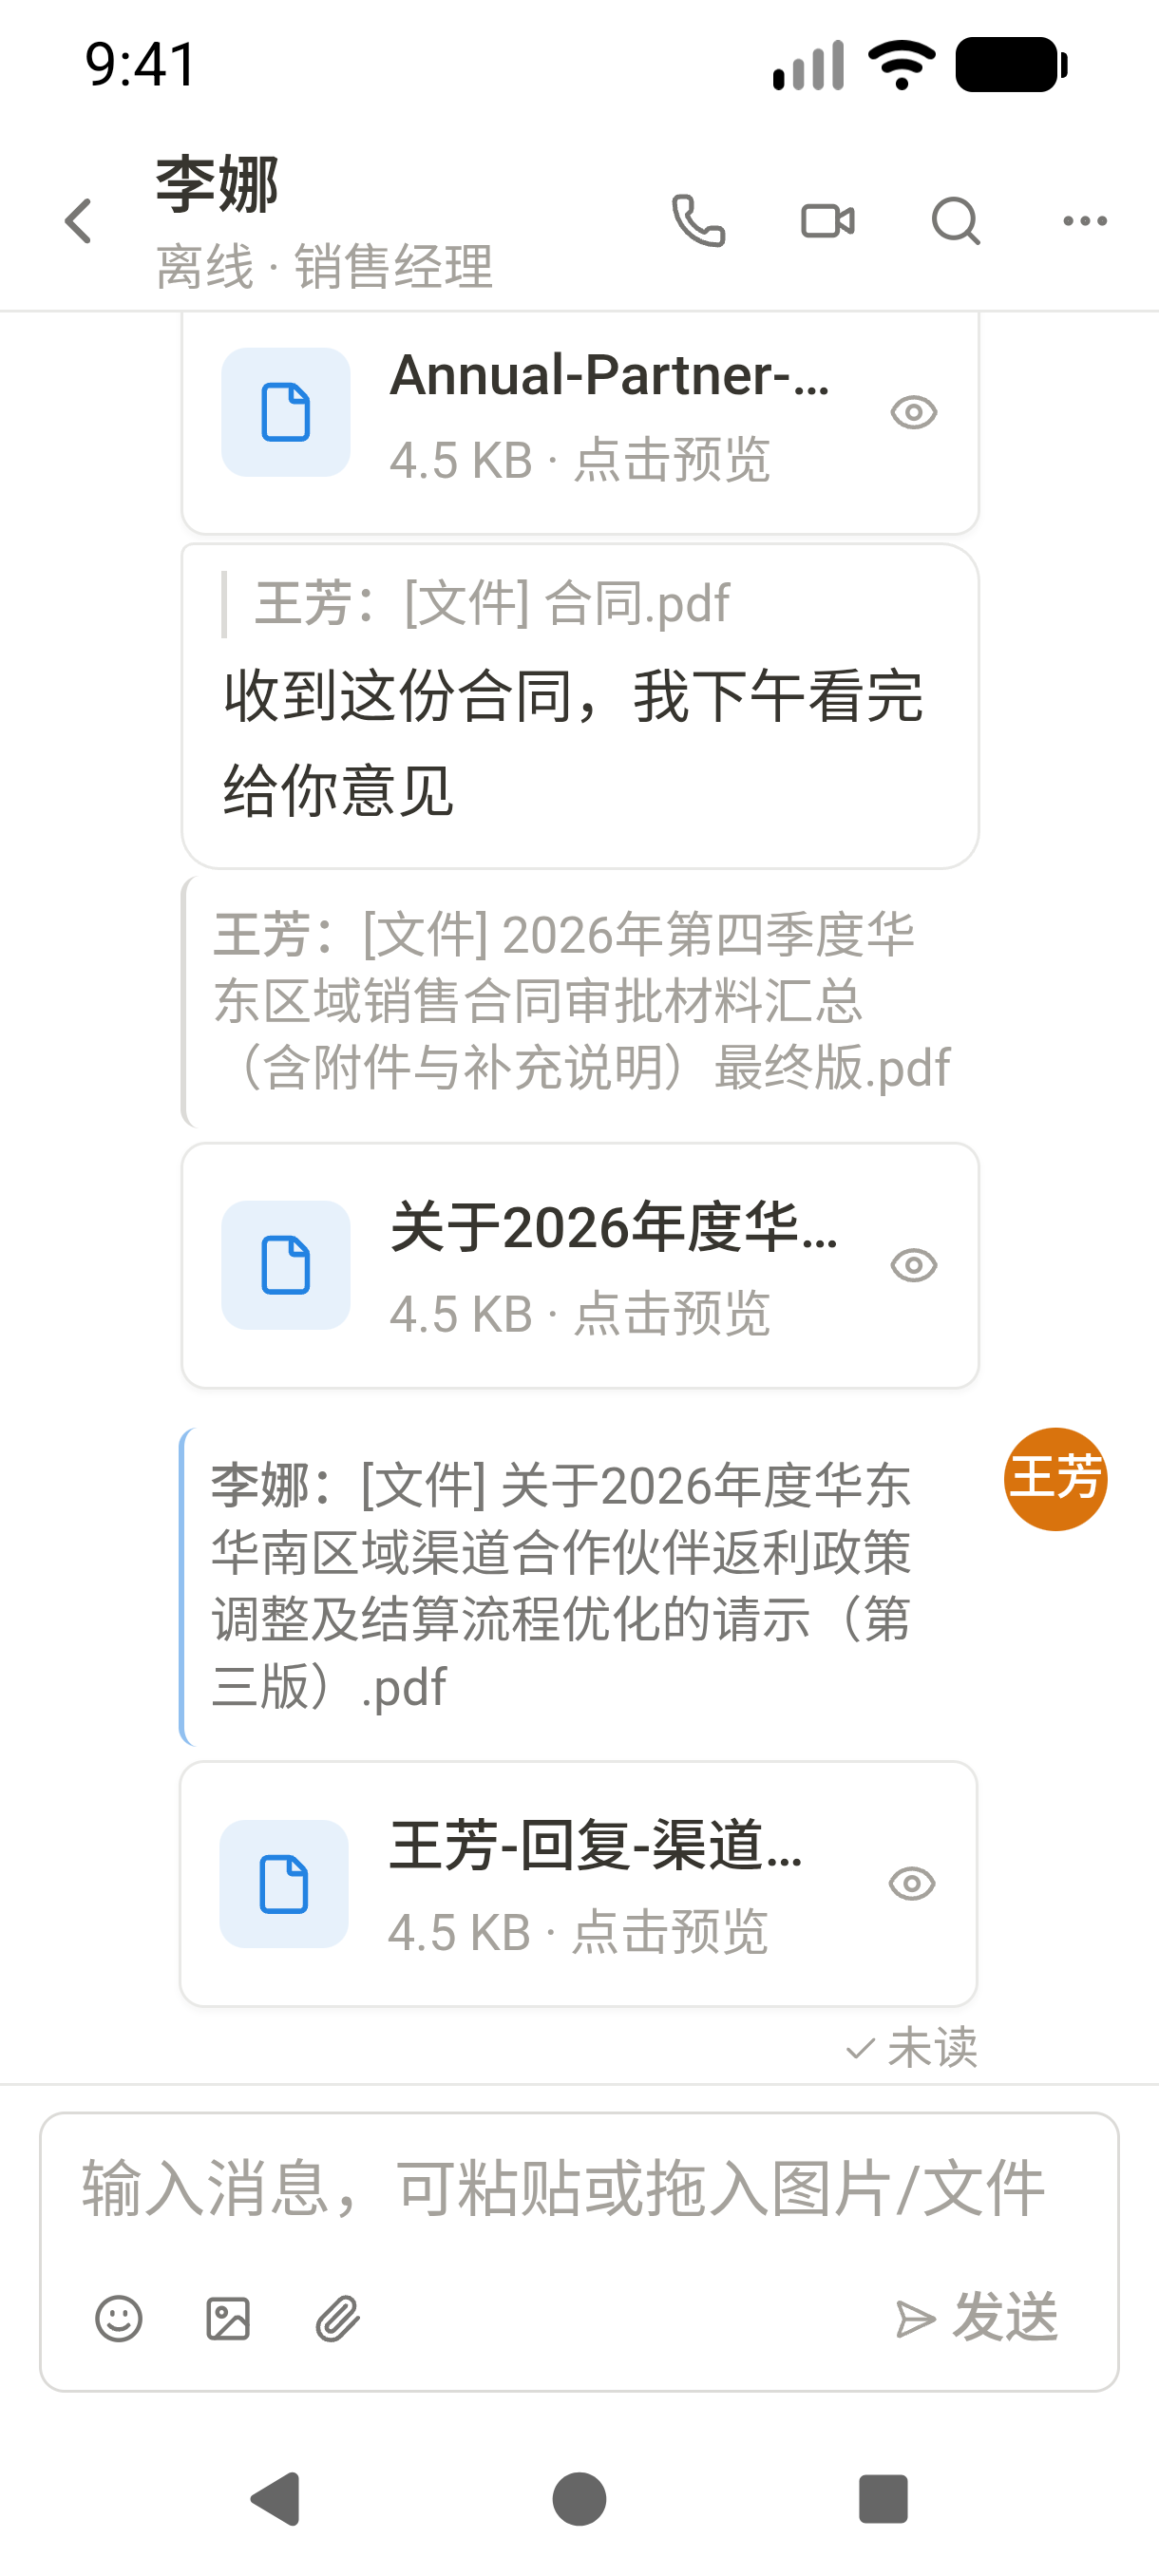 9:41
李娜
离线 · 销售经理
Annual-Partner-...
4.5 KB · 点击预览
王芳：[文件] 合同.pdf
收到这份合同，我下午看完
给你意见
王芳：[文件] 2026年第四季度华
东区域销售合同审批材料汇总
（含附件与补充说明）最终版.pdf
关于2026年度华...
4.5 KB · 点击预览
王芳
李娜：[文件] 关于2026年度华东
华南区域渠道合作伙伴返利政策
调整及结算流程优化的请示（第
三版）.pdf
王芳-回复-渠道...
4.5 KB · 点击预览
未读
输入消息，可粘贴或拖入图片/文件
发送